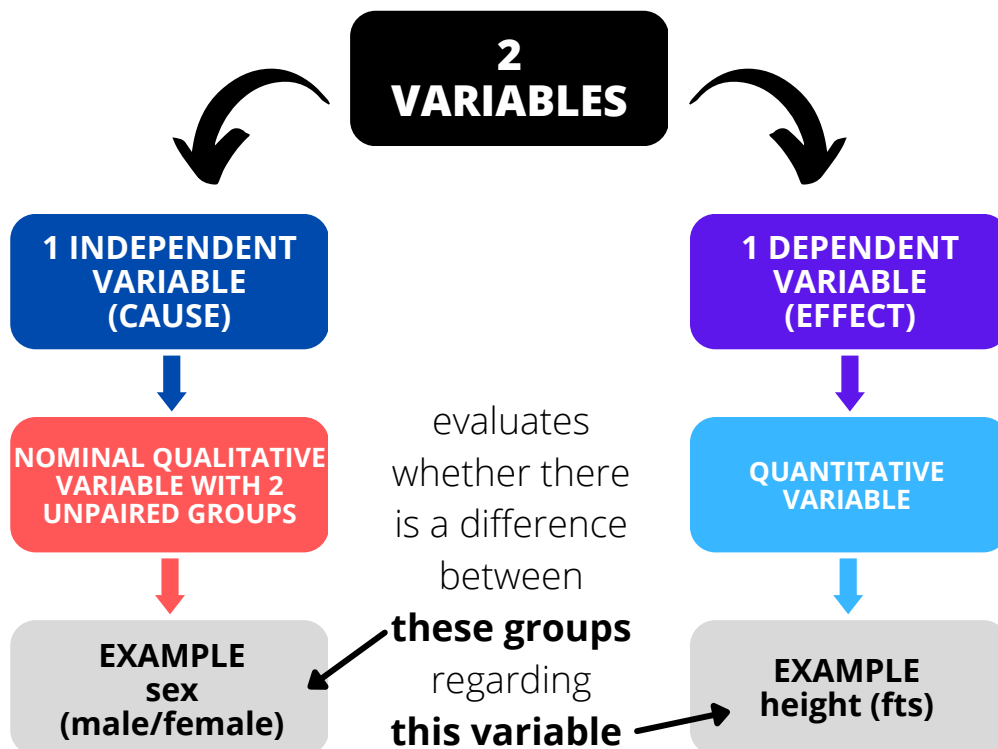 2
VARIABLES
1 INDEPENDENT
VARIABLE
(CAUSE)
1 DEPENDENT
VARIABLE
(EFFECT)
NOMINAL QUALITATIVE
VARIABLE WITH 2
UNPAIRED GROUPS
evaluates
whether there
is a difference
between
these groups
regarding
this variable
QUANTITATIVE
VARIABLE
EXAMPLE
sex
(male/female)
EXAMPLE
height (fts)